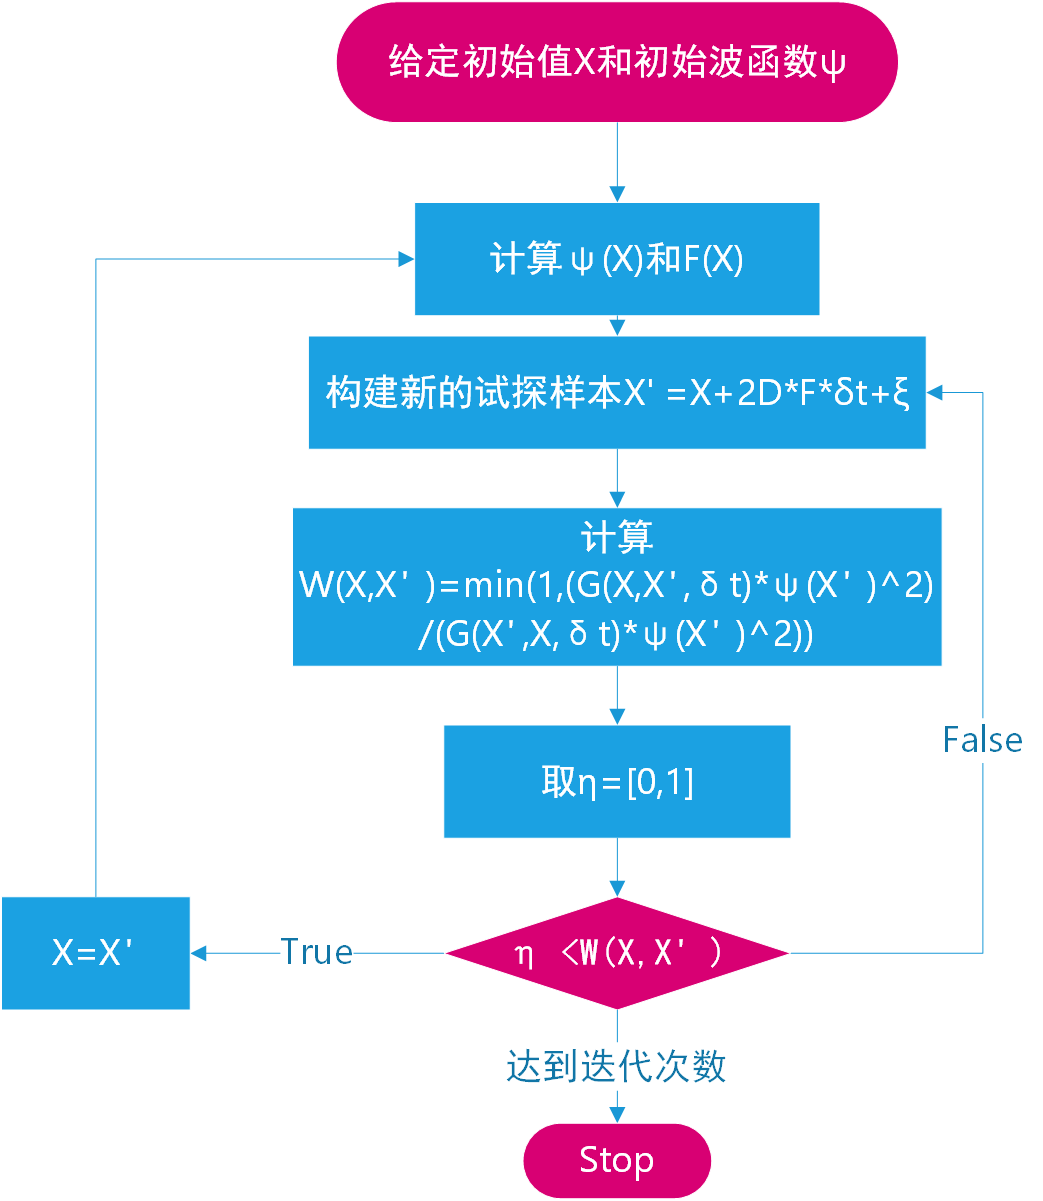 给定初始值X和初始波函数ψ
计算ψ(X)和F(X)
构建新的试探样本X'=X+2D*F*δt+ξ
计算
W(X,X')=min(1,(G(X,X',δt)*ψ(X')^2)
/(G(X',X,δt)*ψ(X')^2))
取η=[0,1]
False
η <W(X,X')
True
X=X'
达到迭代次数
Stop